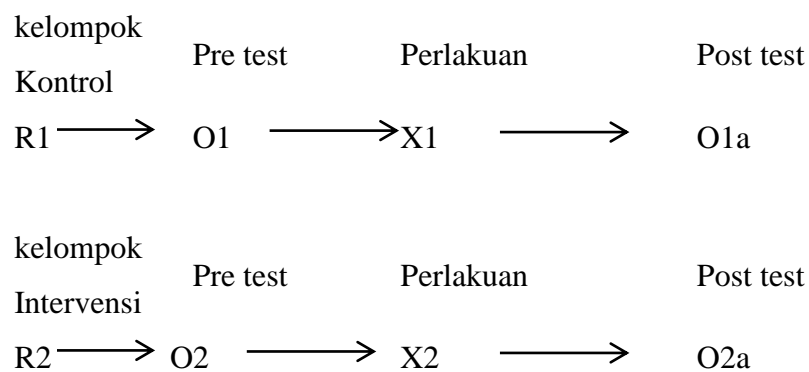 kelompok
Kontrol
Pre test Perlakuan Post test
R1 O1 X1 O1a
kelompok
Intervensi
Pre test Perlakuan Post test
R2 O2 X2 O2a